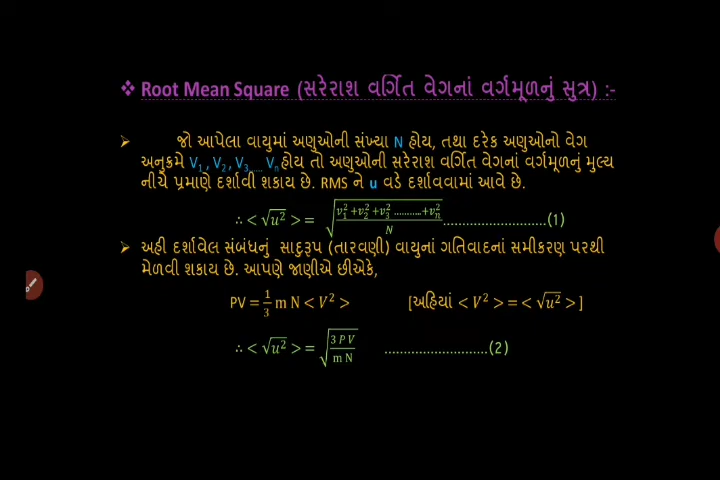 ❖ Root Mean Square (સરેરાશ વર્ગિત વેગનાં વર્ગમૂળનું સુત્ર) :-
➢ જો આપેલા વાયુમાં અણુઓની સંખ્યા N હોય, તથા દરેક અણુઓનો વેગ
અનુક્રમે V₁ , V₂ , V₃,..... Vₙ હોય તો અણુઓની સરેરાશ વર્ગિત વેગનાં વર્ગમૂળનું મુલ્ય
નીચે પ્રમાણે દર્શાવી શકાય છે. RMS ને u વડે દર્શાવવામાં આવે છે.
∴ < √u² > = √((v₁² +v₂² +v₃² ………..+vₙ²)/N)...........................(1)
➢ અહી દર્શાવેલ સંબંધનું સાદુરૂપ (તારવણી) વાયુનાં ગતિવાદનાં સમીકરણ પરથી
મેળવી શકાય છે. આપણે જાણીએ છીએકે,
PV = 1/3 m N < V² > [અહિયાં < V² > = < √u² > ]
∴ < √u² > = √(3 P V/m N) ...........................(2)